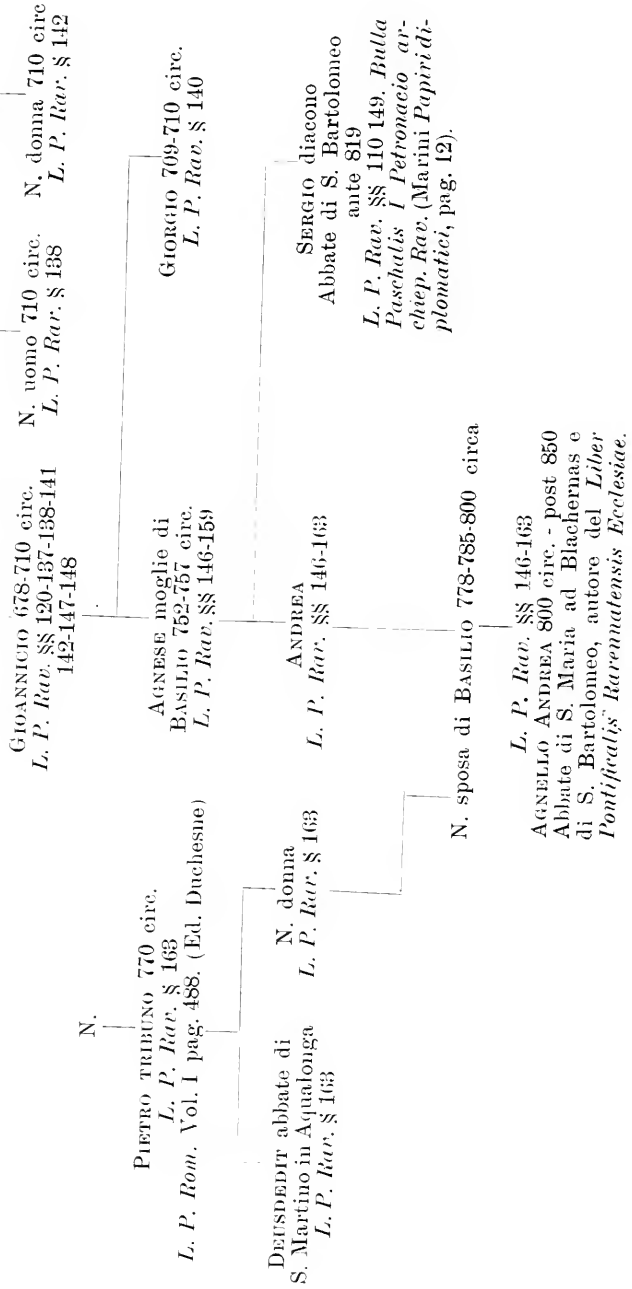 GIOANNICIO 678-710 circ.
L. P. Rav. §§ 120-137-138-141
142-147-148
N. uomo 710 circ.
L. P. Rav. § 138
N. donna 710 circ
L. P. Rav. § 142
AGNESE moglie di
BASILIO 752-757 circ.
L. P. Rav. §§ 146-159
GIORGIO 709-710 circ.
L. P. Rav. § 140
N.
PIETRO TRIBUNO 770 circ.
L. P. Rav. § 163
L. P. Rom. Vol. I pag. 488. (Ed. Duchesne)
ANDREA
L. P. Rav. §§ 146-163
SERGIO diacono
Abbate di S. Bartolomeo
ante 819
L. P. Rav. §§ 110 149. Bulla
Paschalis I Petronacio ar-
chiep. Rav. (Marini Papiri di-
plomatici, pag. 12).
DEUSDEDIT abbate di
S. Martino in Aqualonga
L. P. Rav. § 163
N. donna
L. P. Rav. § 163
N. sposa di BASILIO 778-785-800 circa
L. P. Rav. §§ 146-163
AGNELLO ANDREA 800 circ. - post 850
Abbate di S. Maria ad Blachernas e
di S. Bartolomeo, autore del Liber
Pontificalis Ravennatensis Ecclesiae.